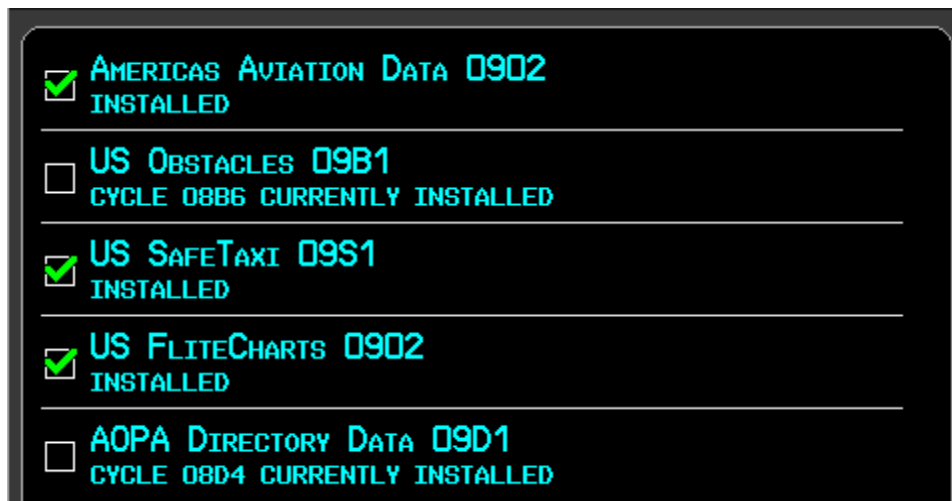 Americas Aviation Data 0902
INSTALLED
US Obstacles 09B1
CYCLE 08B6 CURRENTLY INSTALLED
US SafeTaxi 09S1
INSTALLED
US FliteCharts 0902
INSTALLED
AOPA Directory Data 09D1
CYCLE 08D4 CURRENTLY INSTALLED